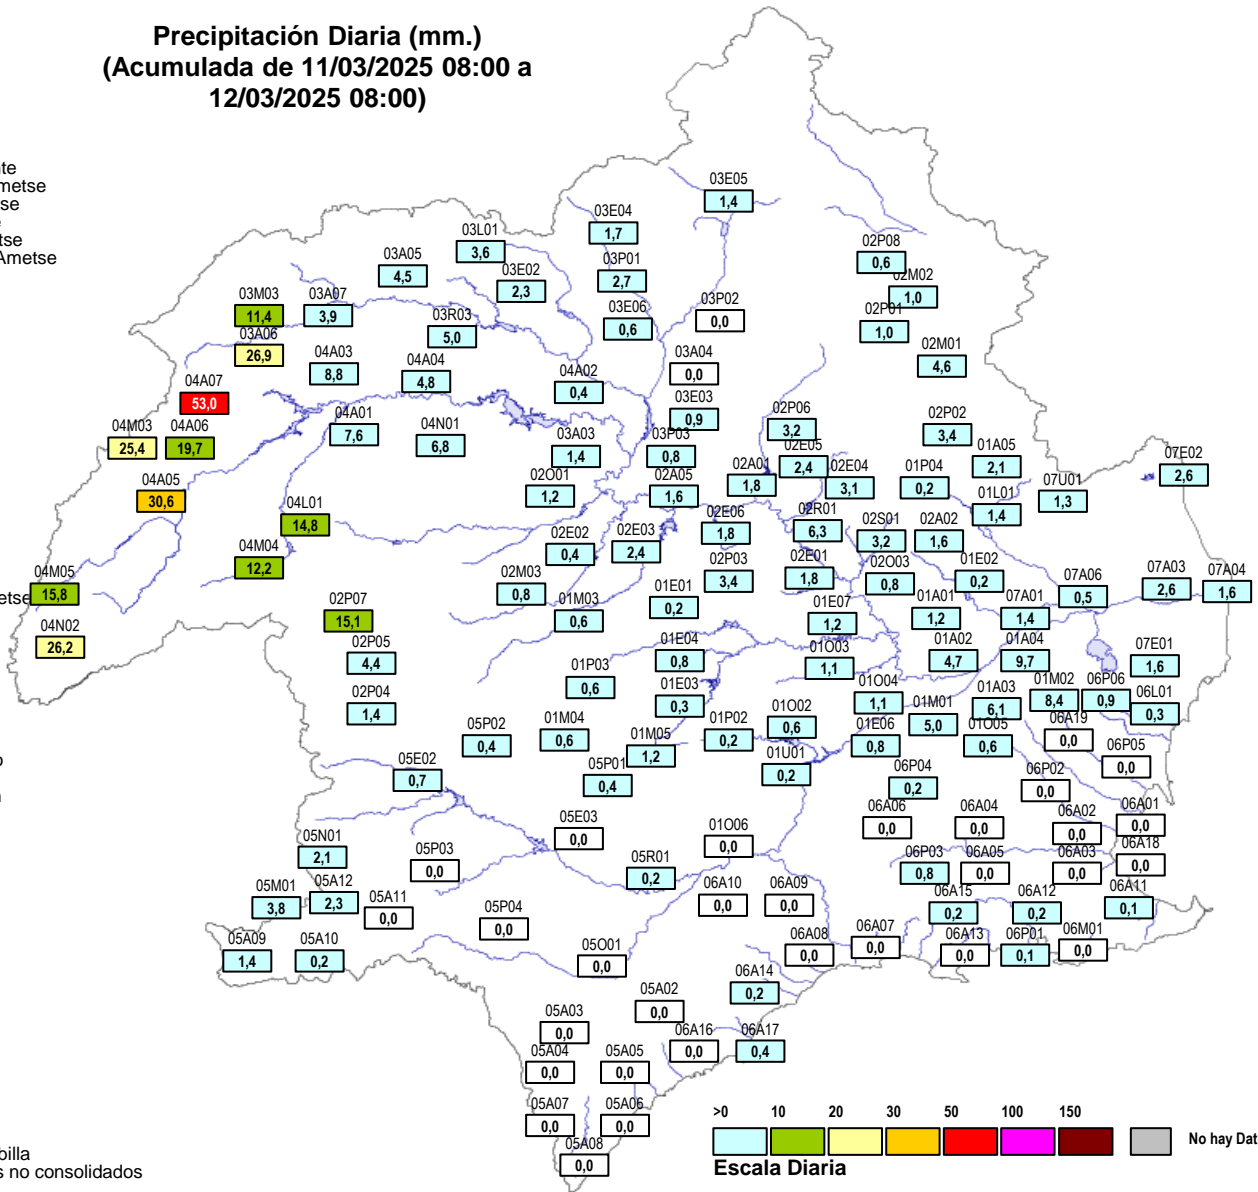 Precipitación Diaria (mm.)
(Acumulada de 11/03/2025 08:00 a
12/03/2025 08:00)
nte
metse
tse
e
tse
Ametse
03E05
1,4
03E04
1,7
03L01
3,6
03A05
4,5
03E02
2,3
03P01
2,7
02P08
0,6
02M02
1,0
03M03
11,4
03A07
3,9
03R03
5,0
03E06
0,6
03P02
0,0
02P01
1,0
03A06
26,9
04A03
8,8
04A04
4,8
04A02
0,4
03A04
0,0
02M01
4,6
04A07
53,0
04M03
25,4
04A06
19,7
04A01
7,6
04N01
6,8
03E03
0,9
03A03
1,4
03P03
0,8
02P06
3,2
02P02
3,4
02E05
2,4
01A05
2,1
07E02
2,6
04A05
30,6
02O01
1,2
02A05
1,6
02A01
1,8
02E04
3,1
01P04
0,2
07U01
1,3
01L01
1,4
04L01
14,8
02E06
1,8
02R01
6,3
02S01
3,2
02A02
1,6
02E02
0,4
02E03
2,4
04M04
12,2
04M05
15,8
etse
02M03
0,8
02P03
3,4
02E01
1,8
02O03
0,8
01E02
0,2
07A06
0,5
07A03
2,6
07A04
1,6
02P07
15,1
01M03
0,6
01E01
0,2
01E07
1,2
01A01
1,2
07A01
1,4
04N02
26,2
02P05
4,4
01E04
0,8
01O03
1,1
01A02
4,7
01A04
9,7
07E01
1,6
01P03
0,6
01E03
0,3
02P04
1,4
01O04
1,1
01A03
6,1
01M02
8,4
06P06
0,9
06L01
0,3
05P02
0,4
01M04
0,6
01M05
1,2
01P02
0,2
01O02
0,6
01E06
0,8
01M01
5,0
01O05
0,6
06A19
0,0
06P05
0,0
o
05E02
0,7
05P01
0,4
01U01
0,2
06P04
0,2
06P02
0,0
05E03
0,0
01O06
0,0
06A06
0,0
06A04
0,0
06A02
0,0
06A01
0,0
05N01
2,1
05P03
0,0
05R01
0,2
06P03
0,8
06A05
0,0
06A03
0,0
06A18
0,0
05M01
3,8
05A12
2,3
05A11
0,0
05P04
0,0
06A10
0,0
06A09
0,0
06A15
0,2
06A12
0,2
06A11
0,1
05A09
1,4
05A10
0,2
05O01
0,0
06A08
0,0
06A07
0,0
06A13
0,0
06P01
0,1
06M01
0,0
05A03
0,0
05A02
0,0
06A14
0,2
05A04
0,0
05A05
0,0
06A16
0,0
06A17
0,4
05A07
0,0
05A06
0,0
05A08
0,0
>0 10 20 30 50 100 150
No hay Dat
Escala Diaria
billa
s no consolidados